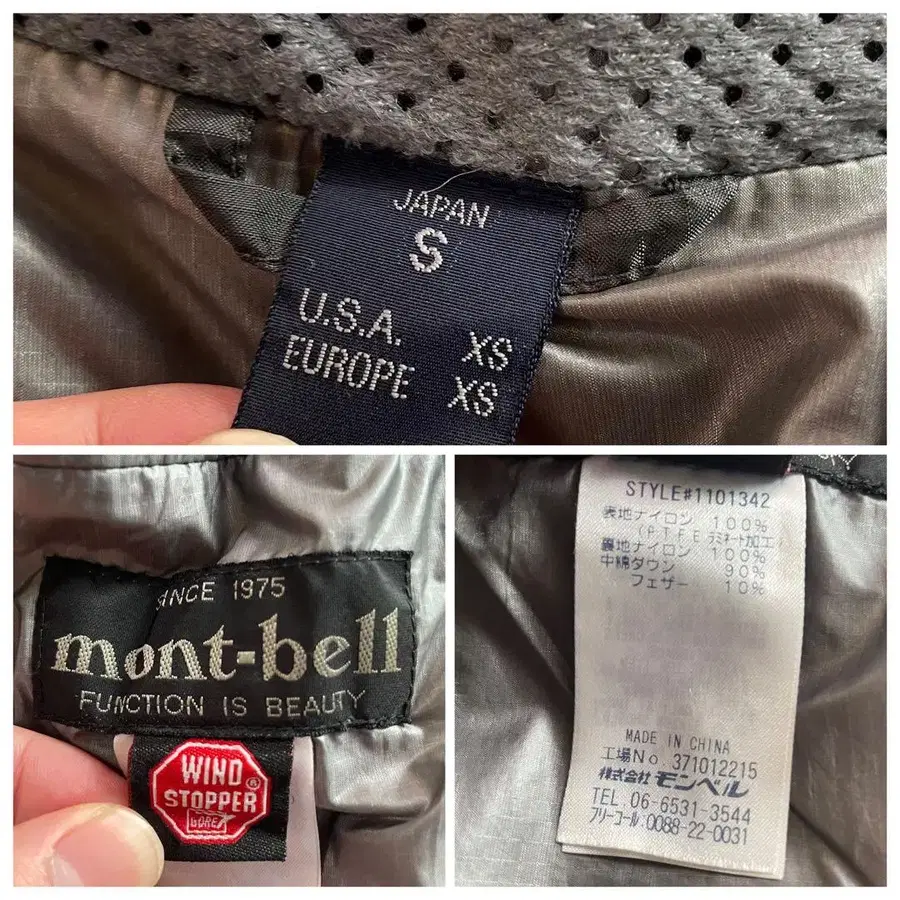 JAPAN
S
U.S.A. XS
EUROPE XS
SINCE 1975
mont-bell
FUNCTION IS BEAUTY
WIND
STOPPER®
GORE
STYLE#1101342
表地ナイロン 100%
(PTFEラミネート加工)
裏地ナイロン 100%
中綿ダウン 90%
フェザー 10%
MADE IN CHINA
工場No. 371012215
株式会社モンベル
TEL. 06-6531-3544
フリーコール:0088-22-0031